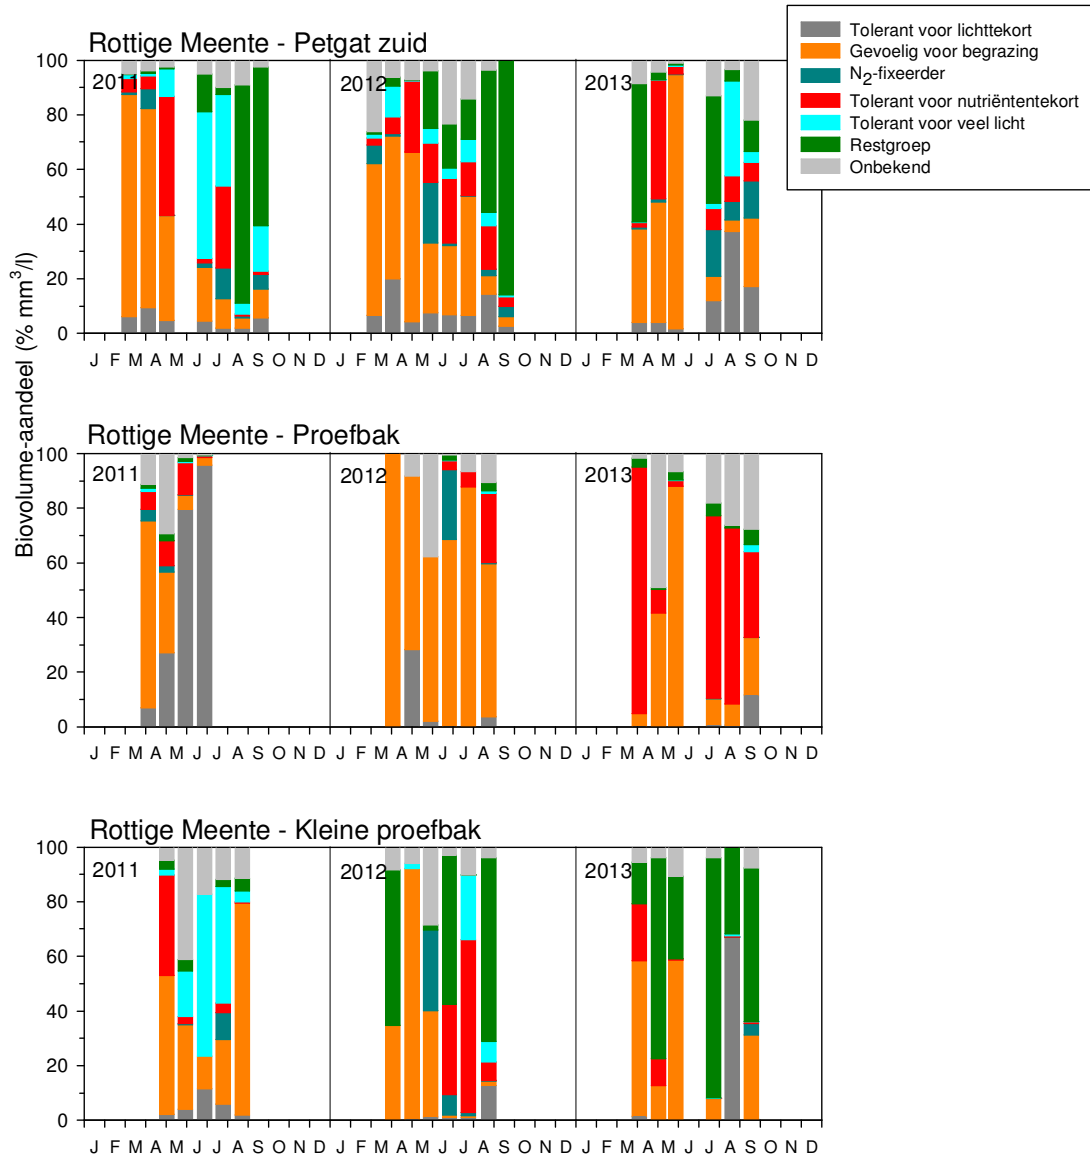 Tolerant voor lichttekort
Gevoelig voor begrazing
N2-fixeerder
Tolerant voor nutriëntentekort
Tolerant voor veel licht
Restgroep
Onbekend
Biovolume-aandeel (% mm³/l)
Rottige Meente - Petgat zuid
2011 2012 2013
100
80
60
40
20
0
J F M A M J J A S O N D J F M A M J J A S O N D J F M A M J J A S O N D
Rottige Meente - Proefbak
2011 2012 2013
100
80
60
40
20
0
J F M A M J J A S O N D J F M A M J J A S O N D J F M A M J J A S O N D
Rottige Meente - Kleine proefbak
2011 2012 2013
100
80
60
40
20
0
J F M A M J J A S O N D J F M A M J J A S O N D J F M A M J J A S O N D